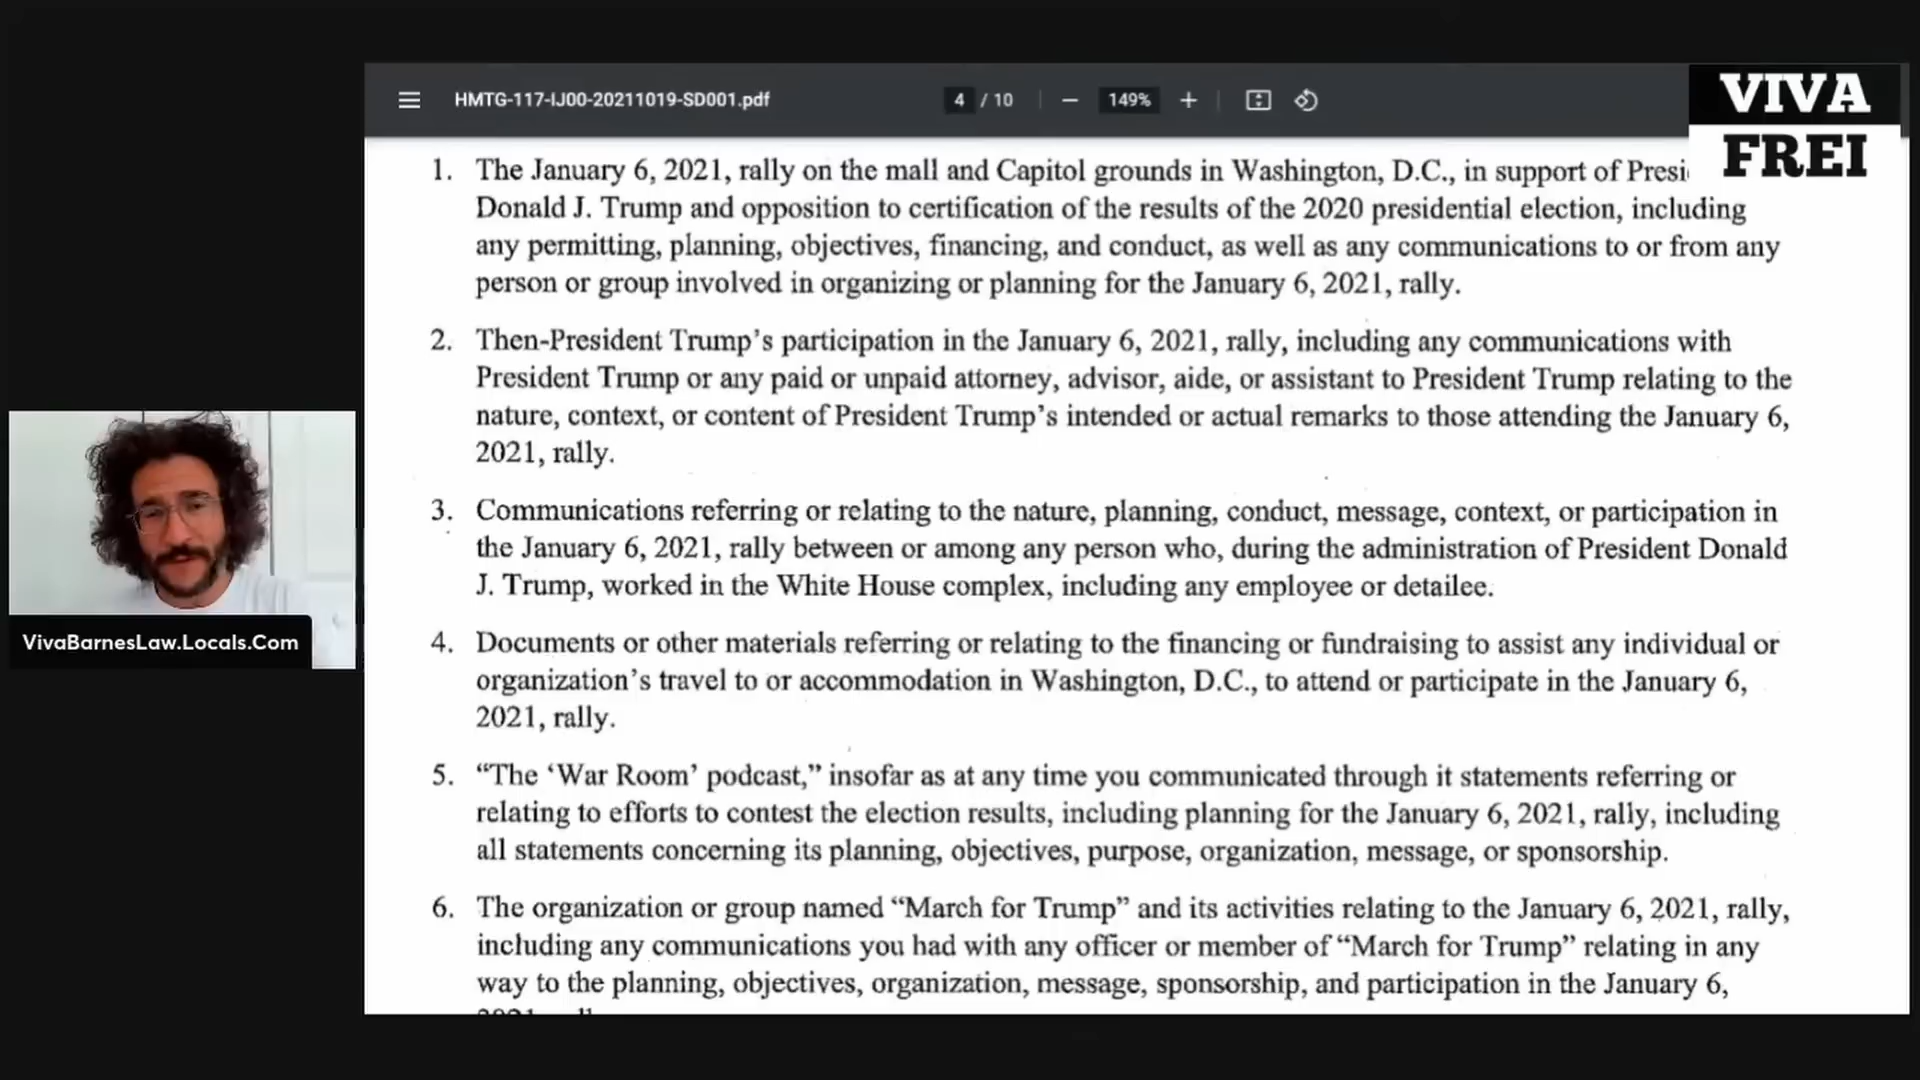 HMTG-117-IJ00-20211019-SD001.pdf
4 / 10
149%
VIVA
FREI
1. The January 6, 2021, rally on the mall and Capitol grounds in Washington, D.C., in support of Presi
Donald J. Trump and opposition to certification of the results of the 2020 presidential election, including
any permitting, planning, objectives, financing, and conduct, as well as any communications to or from any
person or group involved in organizing or planning for the January 6, 2021, rally.
2. Then-President Trump's participation in the January 6, 2021, rally, including any communications with
President Trump or any paid or unpaid attorney, advisor, aide, or assistant to President Trump relating to the
nature, context, or content of President Trump's intended or actual remarks to those attending the January 6,
2021, rally.
3. Communications referring or relating to the nature, planning, conduct, message, context, or participation in
the January 6, 2021, rally between or among any person who, during the administration of President Donald
J. Trump, worked in the White House complex, including any employee or detailee.
4. Documents or other materials referring or relating to the financing or fundraising to assist any individual or
organization's travel to or accommodation in Washington, D.C., to attend or participate in the January 6,
2021, rally.
5. “The ‘War Room’ podcast,” insofar as at any time you communicated through it statements referring or
relating to efforts to contest the election results, including planning for the January 6, 2021, rally, including
all statements concerning its planning, objectives, purpose, organization, message, or sponsorship.
6. The organization or group named “March for Trump” and its activities relating to the January 6, 2021, rally,
including any communications you had with any officer or member of “March for Trump” relating in any
way to the planning, objectives, organization, message, sponsorship, and participation in the January 6,
VivaBarnesLaw.Locals.Com